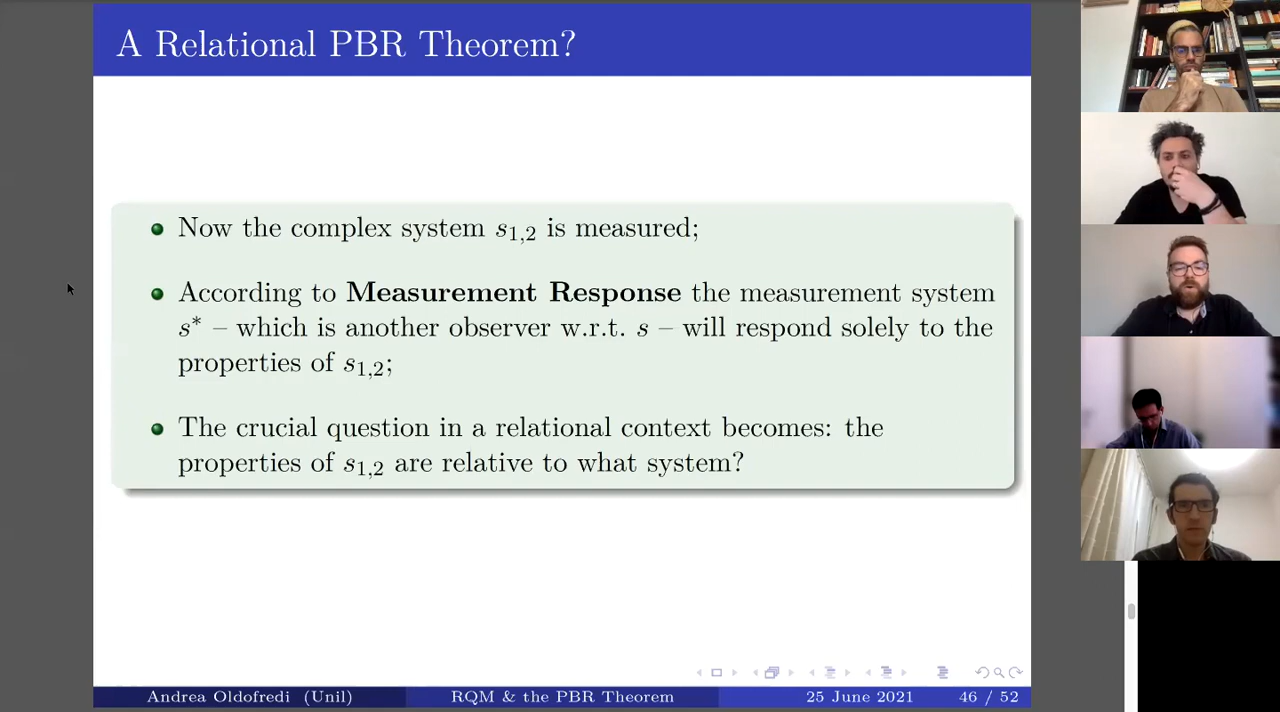 A Relational PBR Theorem?
Now the complex system s1,2 is measured;
According to Measurement Response the measurement system
s* – which is another observer w.r.t. s – will respond solely to the
properties of s1,2;
The crucial question in a relational context becomes: the
properties of s1,2 are relative to what system?
Andrea Oldofredi (Unil) RQM & the PBR Theorem 25 June 2021 46 / 52